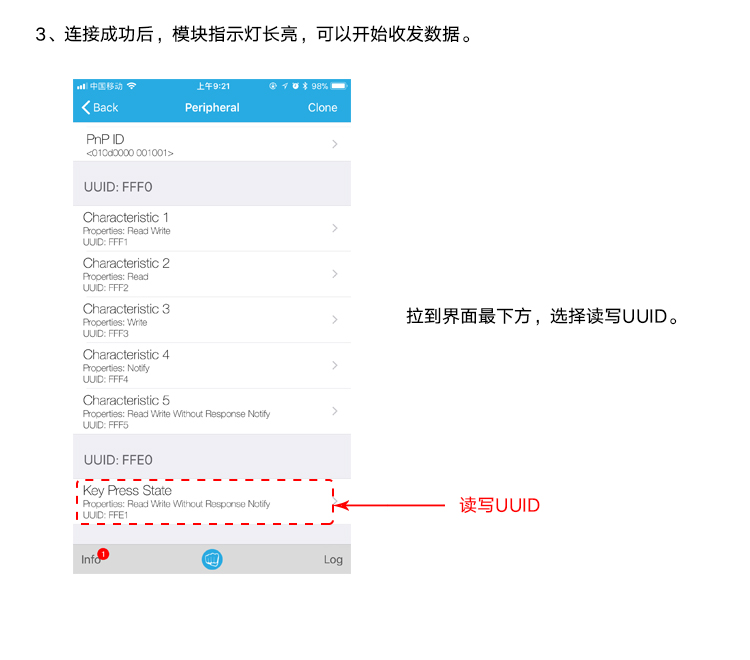 3、连接成功后，模块指示灯长亮，可以开始收发数据。
中国移动
上午9:21
98%
Back
Peripheral
Clone
PnP ID
<010d0000 001001>
UUID: FFF0
Characteristic 1
Properties: Read Write
UUID: FFF1
Characteristic 2
Properties: Read
UUID: FFF2
Characteristic 3
Properties: Write
UUID: FFF3
拉到界面最下方，选择读写UUID。
Characteristic 4
Properties: Notify
UUID: FFF4
Characteristic 5
Properties: Read Write Without Response Notify
UUID: FFF5
UUID: FFE0
Key Press State
Properties: Read Write Without Response Notify
UUID: FFE1
读写UUID
Info
1
Log